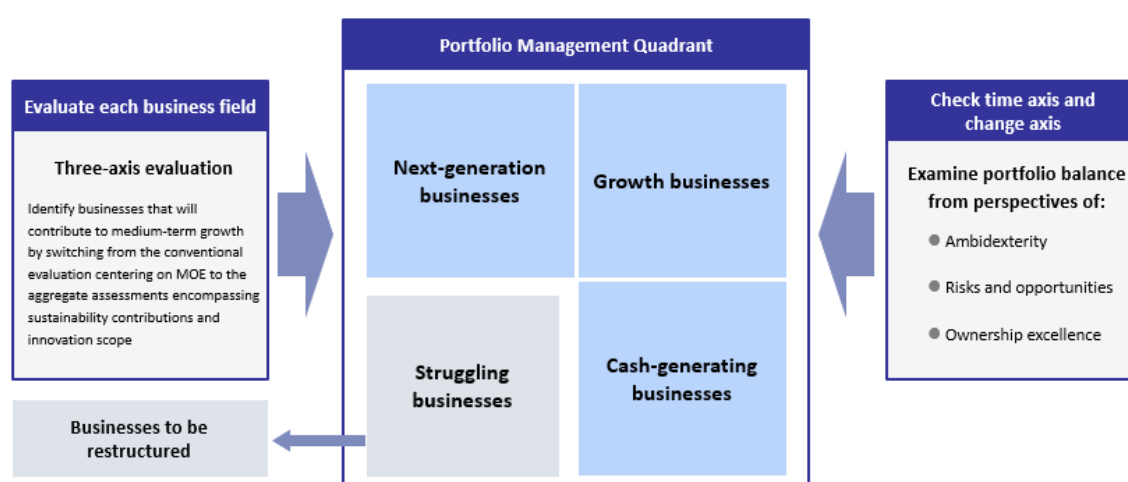 Portfolio Management Quadrant
Evaluate each business field
Three-axis evaluation
Identify businesses that will
contribute to medium-term growth
by switching from the conventional
evaluation centering on MOE to the
aggregate assessments encompassing
sustainability contributions and
innovation scope
Businesses to be
restructured
Next-generation
businesses
Growth businesses
Struggling
businesses
Cash-generating
businesses
Check time axis and
change axis
Examine portfolio balance
from perspectives of:
● Ambidexterity
● Risks and opportunities
● Ownership excellence